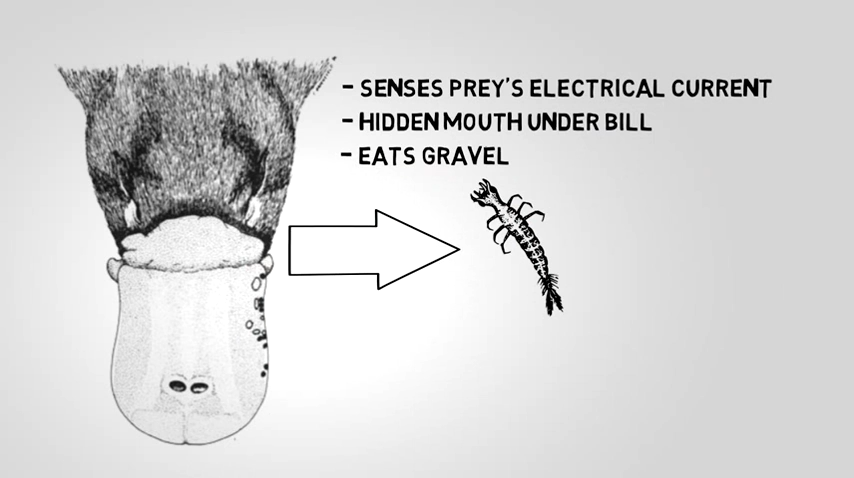 - SENSES PREY'S ELECTRICAL CURRENT
- HIDDEN MOUTH UNDER BILL
- EATS GRAVEL